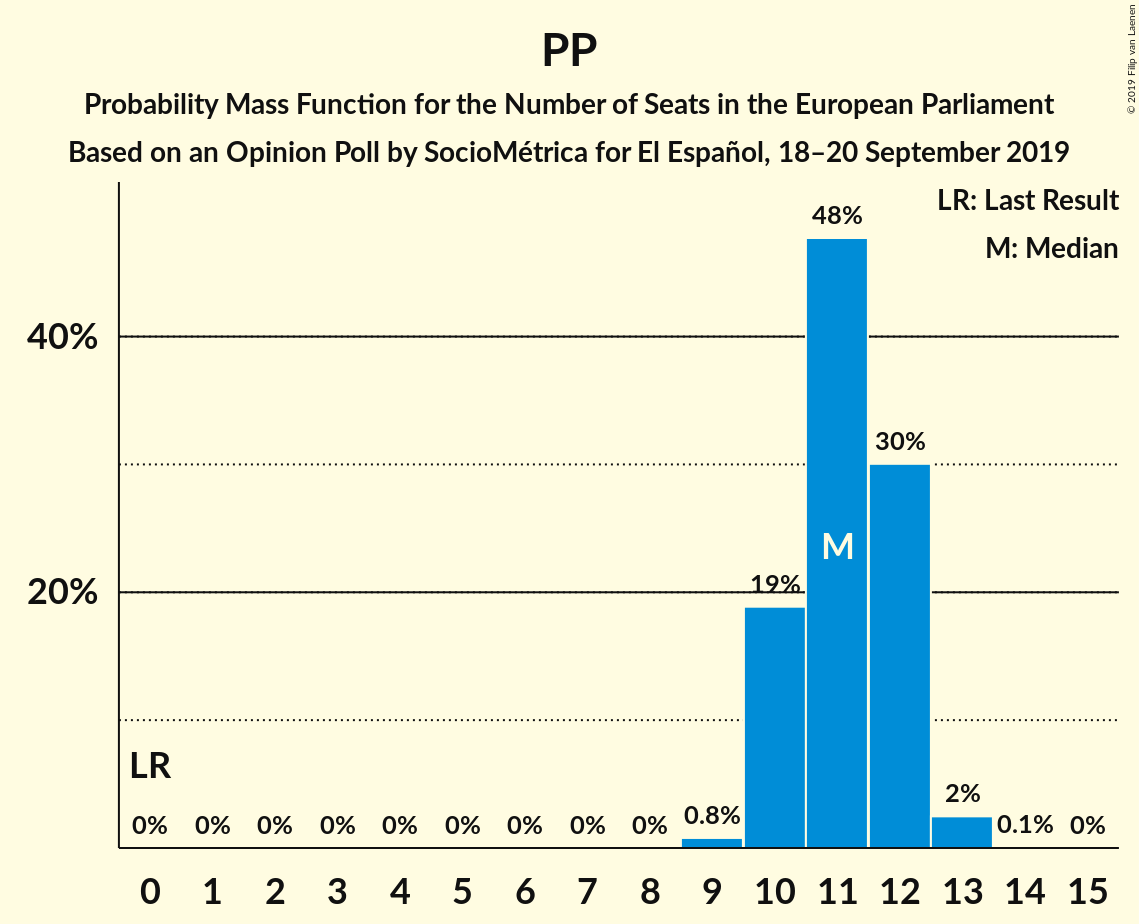 PP
Probability Mass Function for the Number of Seats in the European Parliament
Based on an Opinion Poll by SocioMétrica for El Español, 18–20 September 2019
© 2019 Filip van Laenen
LR: Last Result
M: Median
48%
40%
30%
M
19%
20%
LR
0% 0% 0% 0% 0% 0% 0% 0% 0% 0.8% 2% 0.1% 0%
0 1 2 3 4 5 6 7 8 9 10 11 12 13 14 15